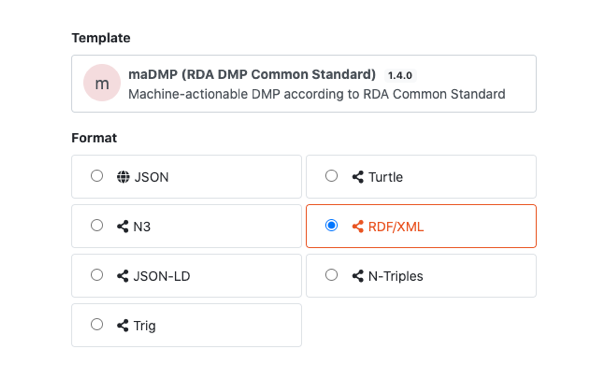 Template
m
maDMP (RDA DMP Common Standard) 1.4.0
Machine-actionable DMP according to RDA Common Standard
Format
JSON
Turtle
N3
RDF/XML
JSON-LD
N-Triples
Trig